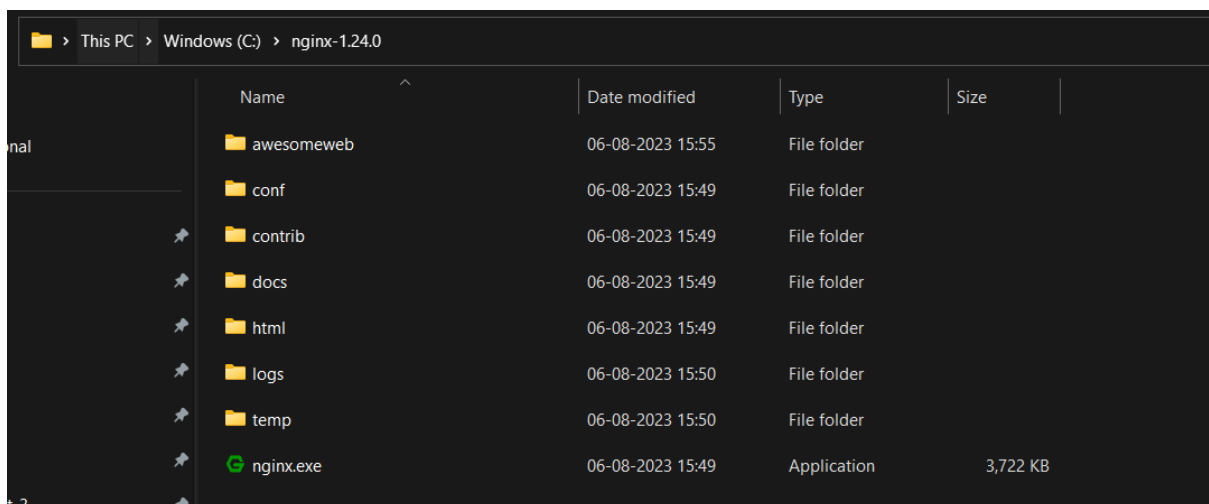 This PC > Windows (C:) > nginx-1.24.0
Name Date modified Type Size
onal
awesomeweb 06-08-2023 15:55 File folder
conf 06-08-2023 15:49 File folder
contrib 06-08-2023 15:49 File folder
docs 06-08-2023 15:49 File folder
html 06-08-2023 15:49 File folder
logs 06-08-2023 15:50 File folder
temp 06-08-2023 15:50 File folder
nginx.exe 06-08-2023 15:49 Application 3,722 KB